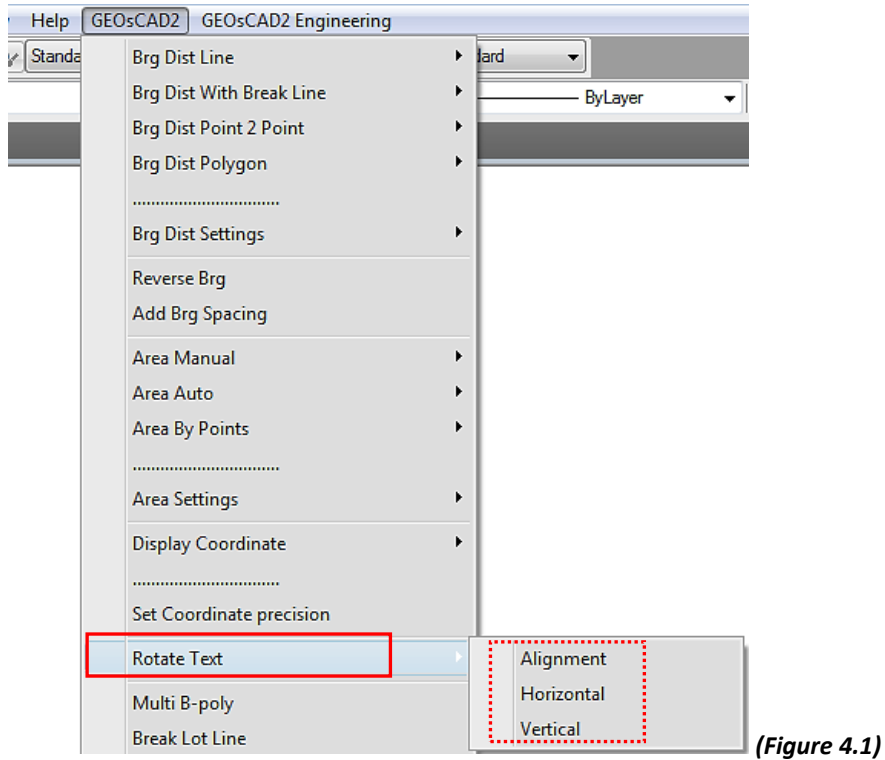 Help GEOsCAD2 GEOsCAD2 Engineering
Brg Dist Line
Brg Dist With Break Line
ByLayer
Brg Dist Point 2 Point
Brg Dist Polygon
................................
Brg Dist Settings
Reverse Brg
Add Brg Spacing
Area Manual
Area Auto
Area By Points
................................
Area Settings
Display Coordinate
................................
Set Coordinate precision
Rotate Text
Alignment
Horizontal
Vertical
Multi B-poly
Break Lot Line
(Figure 4.1)